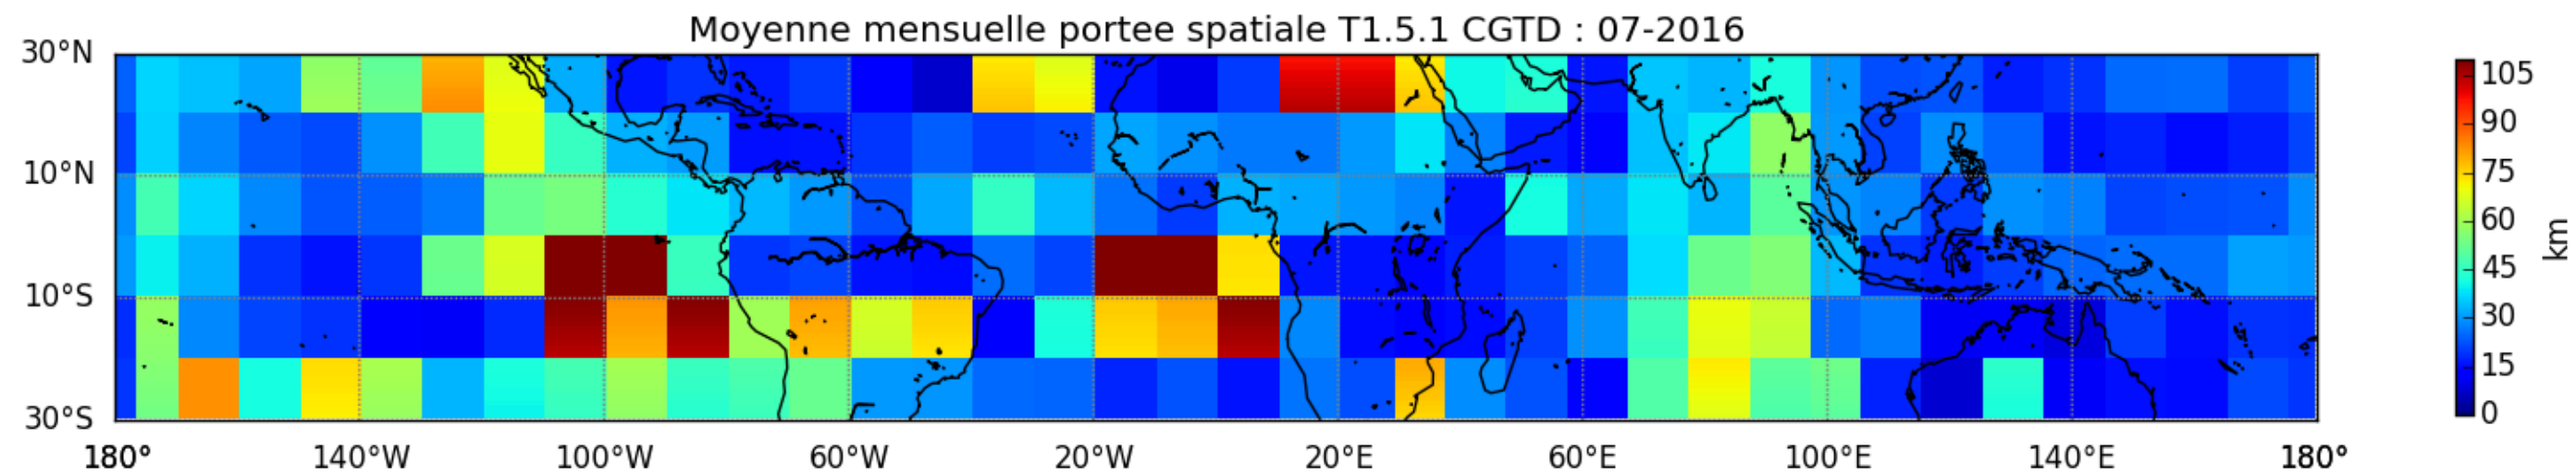 Moyenne mensuelle portee spatiale T1.5.1 CGTD : 07-2016
30°N
10°N
10°S
30°S
180° 140°W 100°W 60°W 20°W 20°E 60°E 100°E 140°E 180°
105
90
75
60
45
30
15
0
km